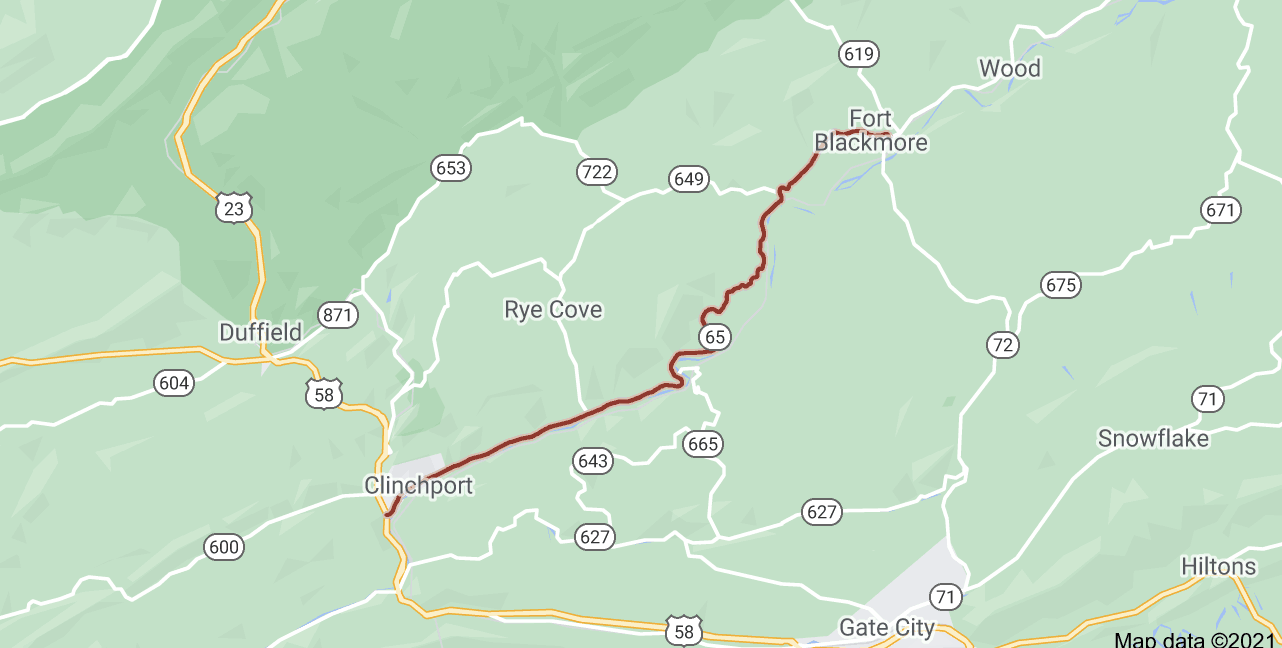 619
Wood
Fort
Blackmore
653
722
649
23
671
675
Rye Cove
871
Duffield
65
72
604
58
71
Snowflake
665
643
Clinchport
627
627
600
Hiltons
71
Gate City
58
Map data ©2021